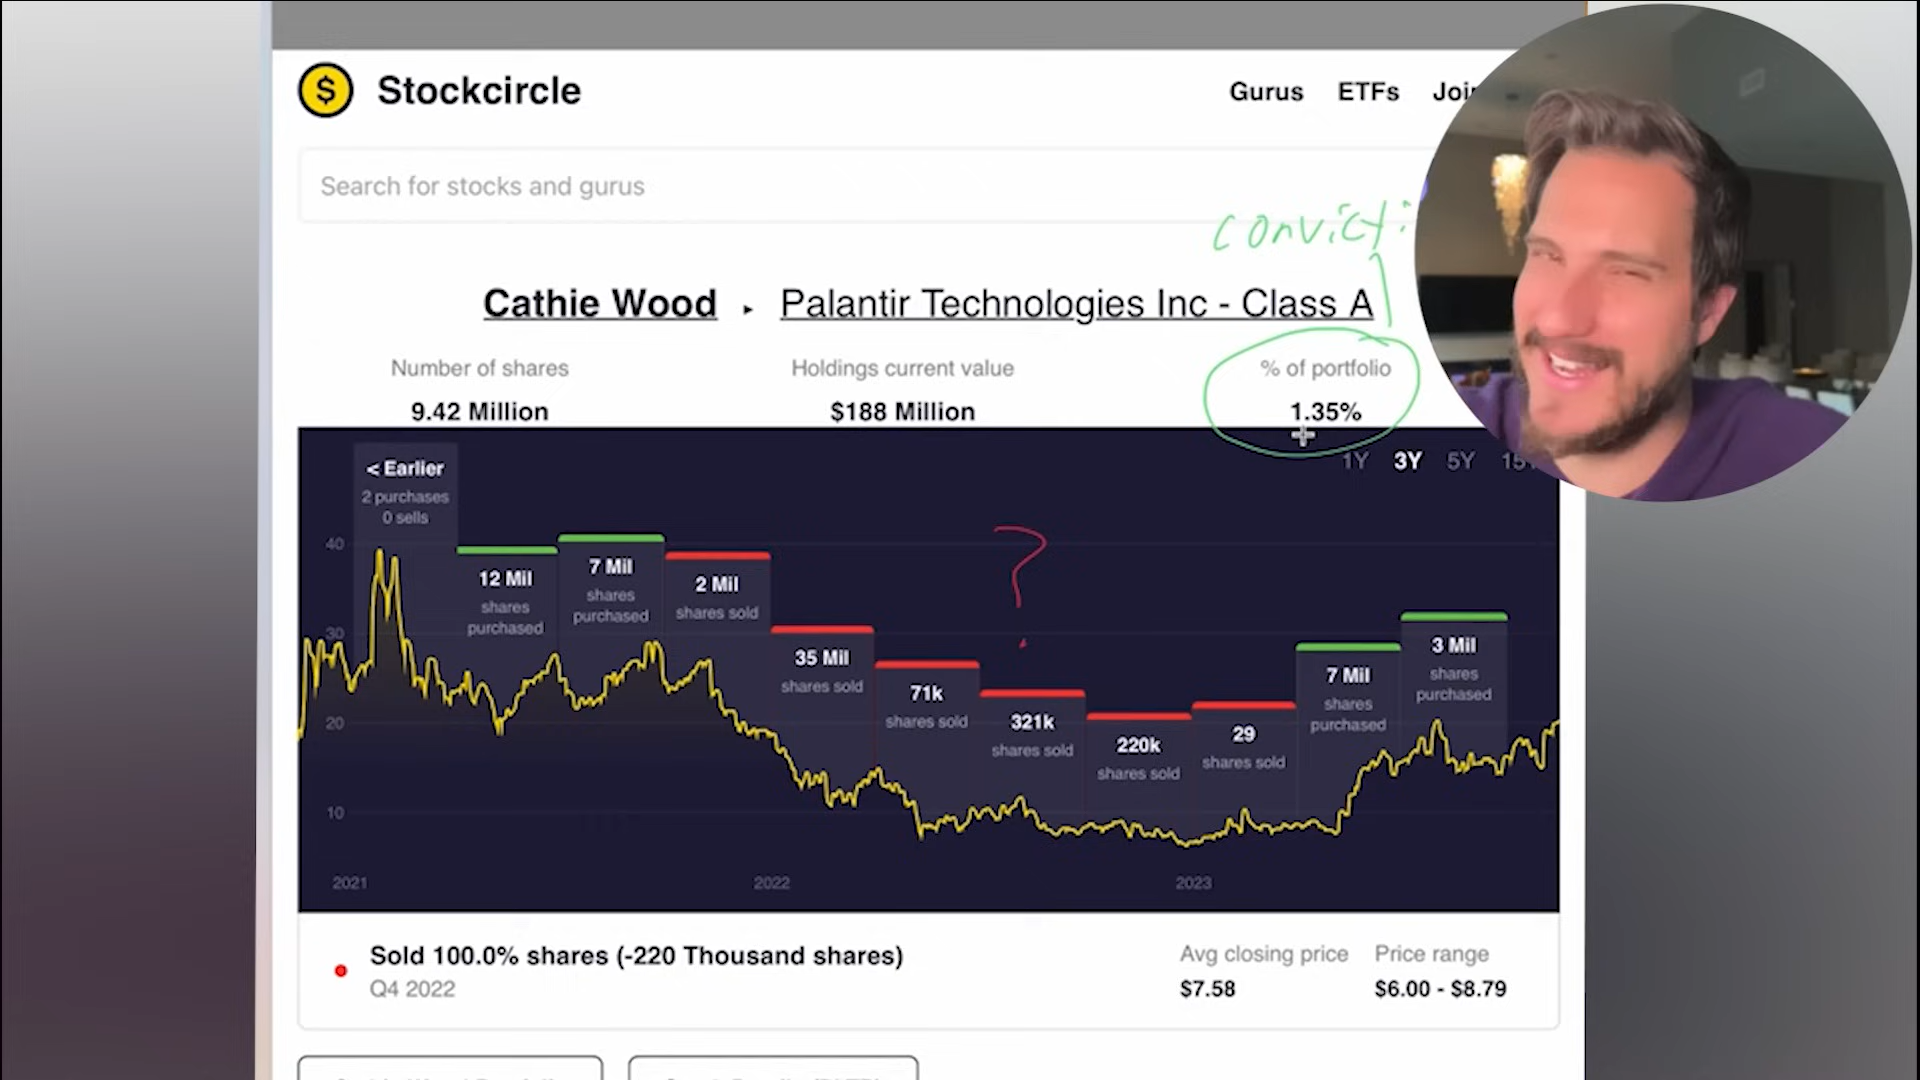 $ Stockcircle
Gurus ETFs
Search for stocks and gurus
Cathie Wood ▸ Palantir Technologies Inc - Class A
Number of shares
9.42 Million
Holdings current value
$188 Million
% of portfolio
1.35%
1Y 3Y 5Y
< Earlier
2 purchases
0 sells
12 Mil
shares
purchased
7 Mil
shares
purchased
2 Mil
shares sold
35 Mil
shares sold
71k
shares sold
?
321k
shares sold
220k
shares sold
29
shares sold
7 Mil
shares
purchased
3 Mil
shares
purchased
40
30
20
10
2021 2022 2023
Sold 100.0% shares (-220 Thousand shares)
Q4 2022
Avg closing price
$7.58
Price range
$6.00 - $8.79